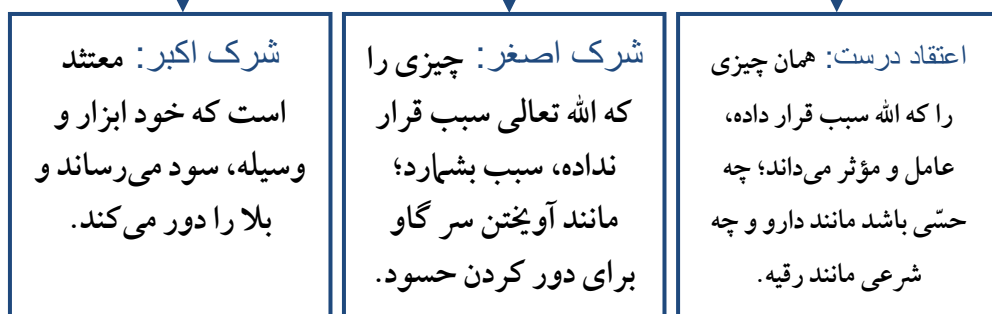 اعتقاد درست: همان چیزی
را که الله سبب قرار داده،
عامل و مؤثر می‌داند؛ چه
حسّی باشد مانند دارو و چه
شرعی مانند رقیه.
شرک اصغر: چیزی را
که الله تعالی سبب قرار
نداده، سبب بشمارد؛
مانند آویختن سر گاو
برای دور کردن حسود.
شرک اکبر: معتثد
است که خود ابزار و
وسیله، سود می‌رساند و
بلا را دور می‌کند.